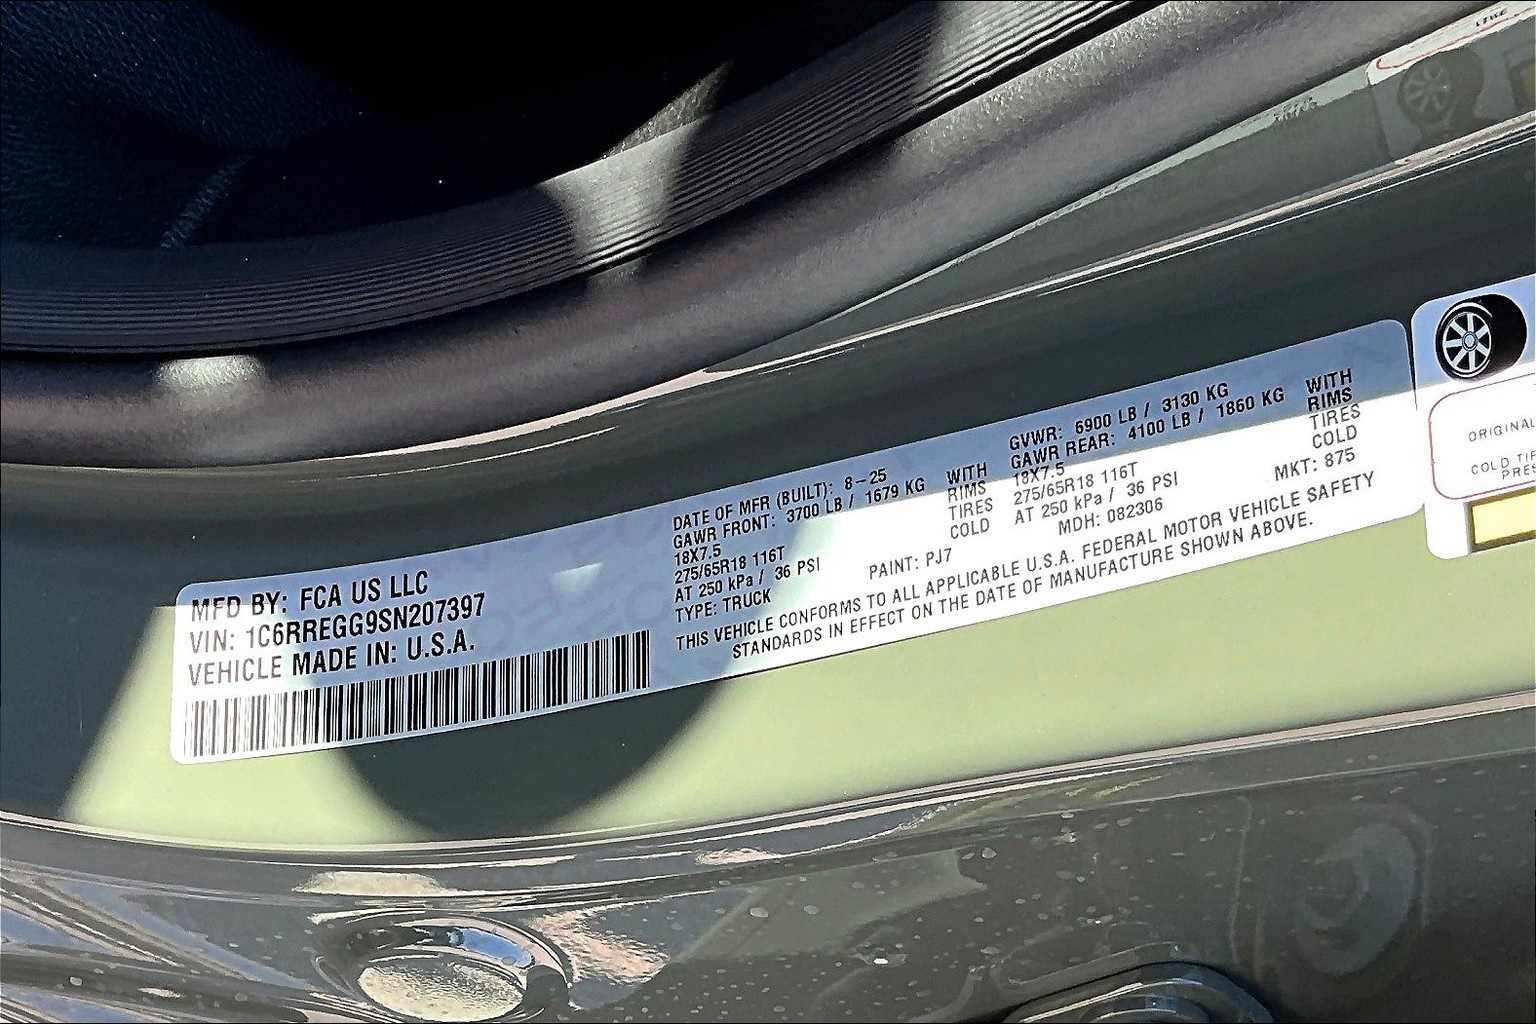 MFD BY: FCA US LLC
VIN: 1C6RREGG9SN207397
VEHICLE MADE IN: U.S.A.
DATE OF MFR (BUILT): 8-25
GAWR FRONT: 3700 LB / 1679 KG WITH
18X7.5 RIMS
275/65R18 116T TIRES
AT 250 kPa / 36 PSI COLD
TYPE: TRUCK
PAINT: PJ7
GVWR: 6900 LB / 3130 KG
GAWR REAR: 4100 LB / 1860 KG WITH
18X7.5 RIMS
275/65R18 116T TIRES
AT 250 kPa / 36 PSI COLD
MDH: 082306
MKT: 875
THIS VEHICLE CONFORMS TO ALL APPLICABLE U.S.A. FEDERAL MOTOR VEHICLE SAFETY
STANDARDS IN EFFECT ON THE DATE OF MANUFACTURE SHOWN ABOVE.
ORIGINAL
COLD